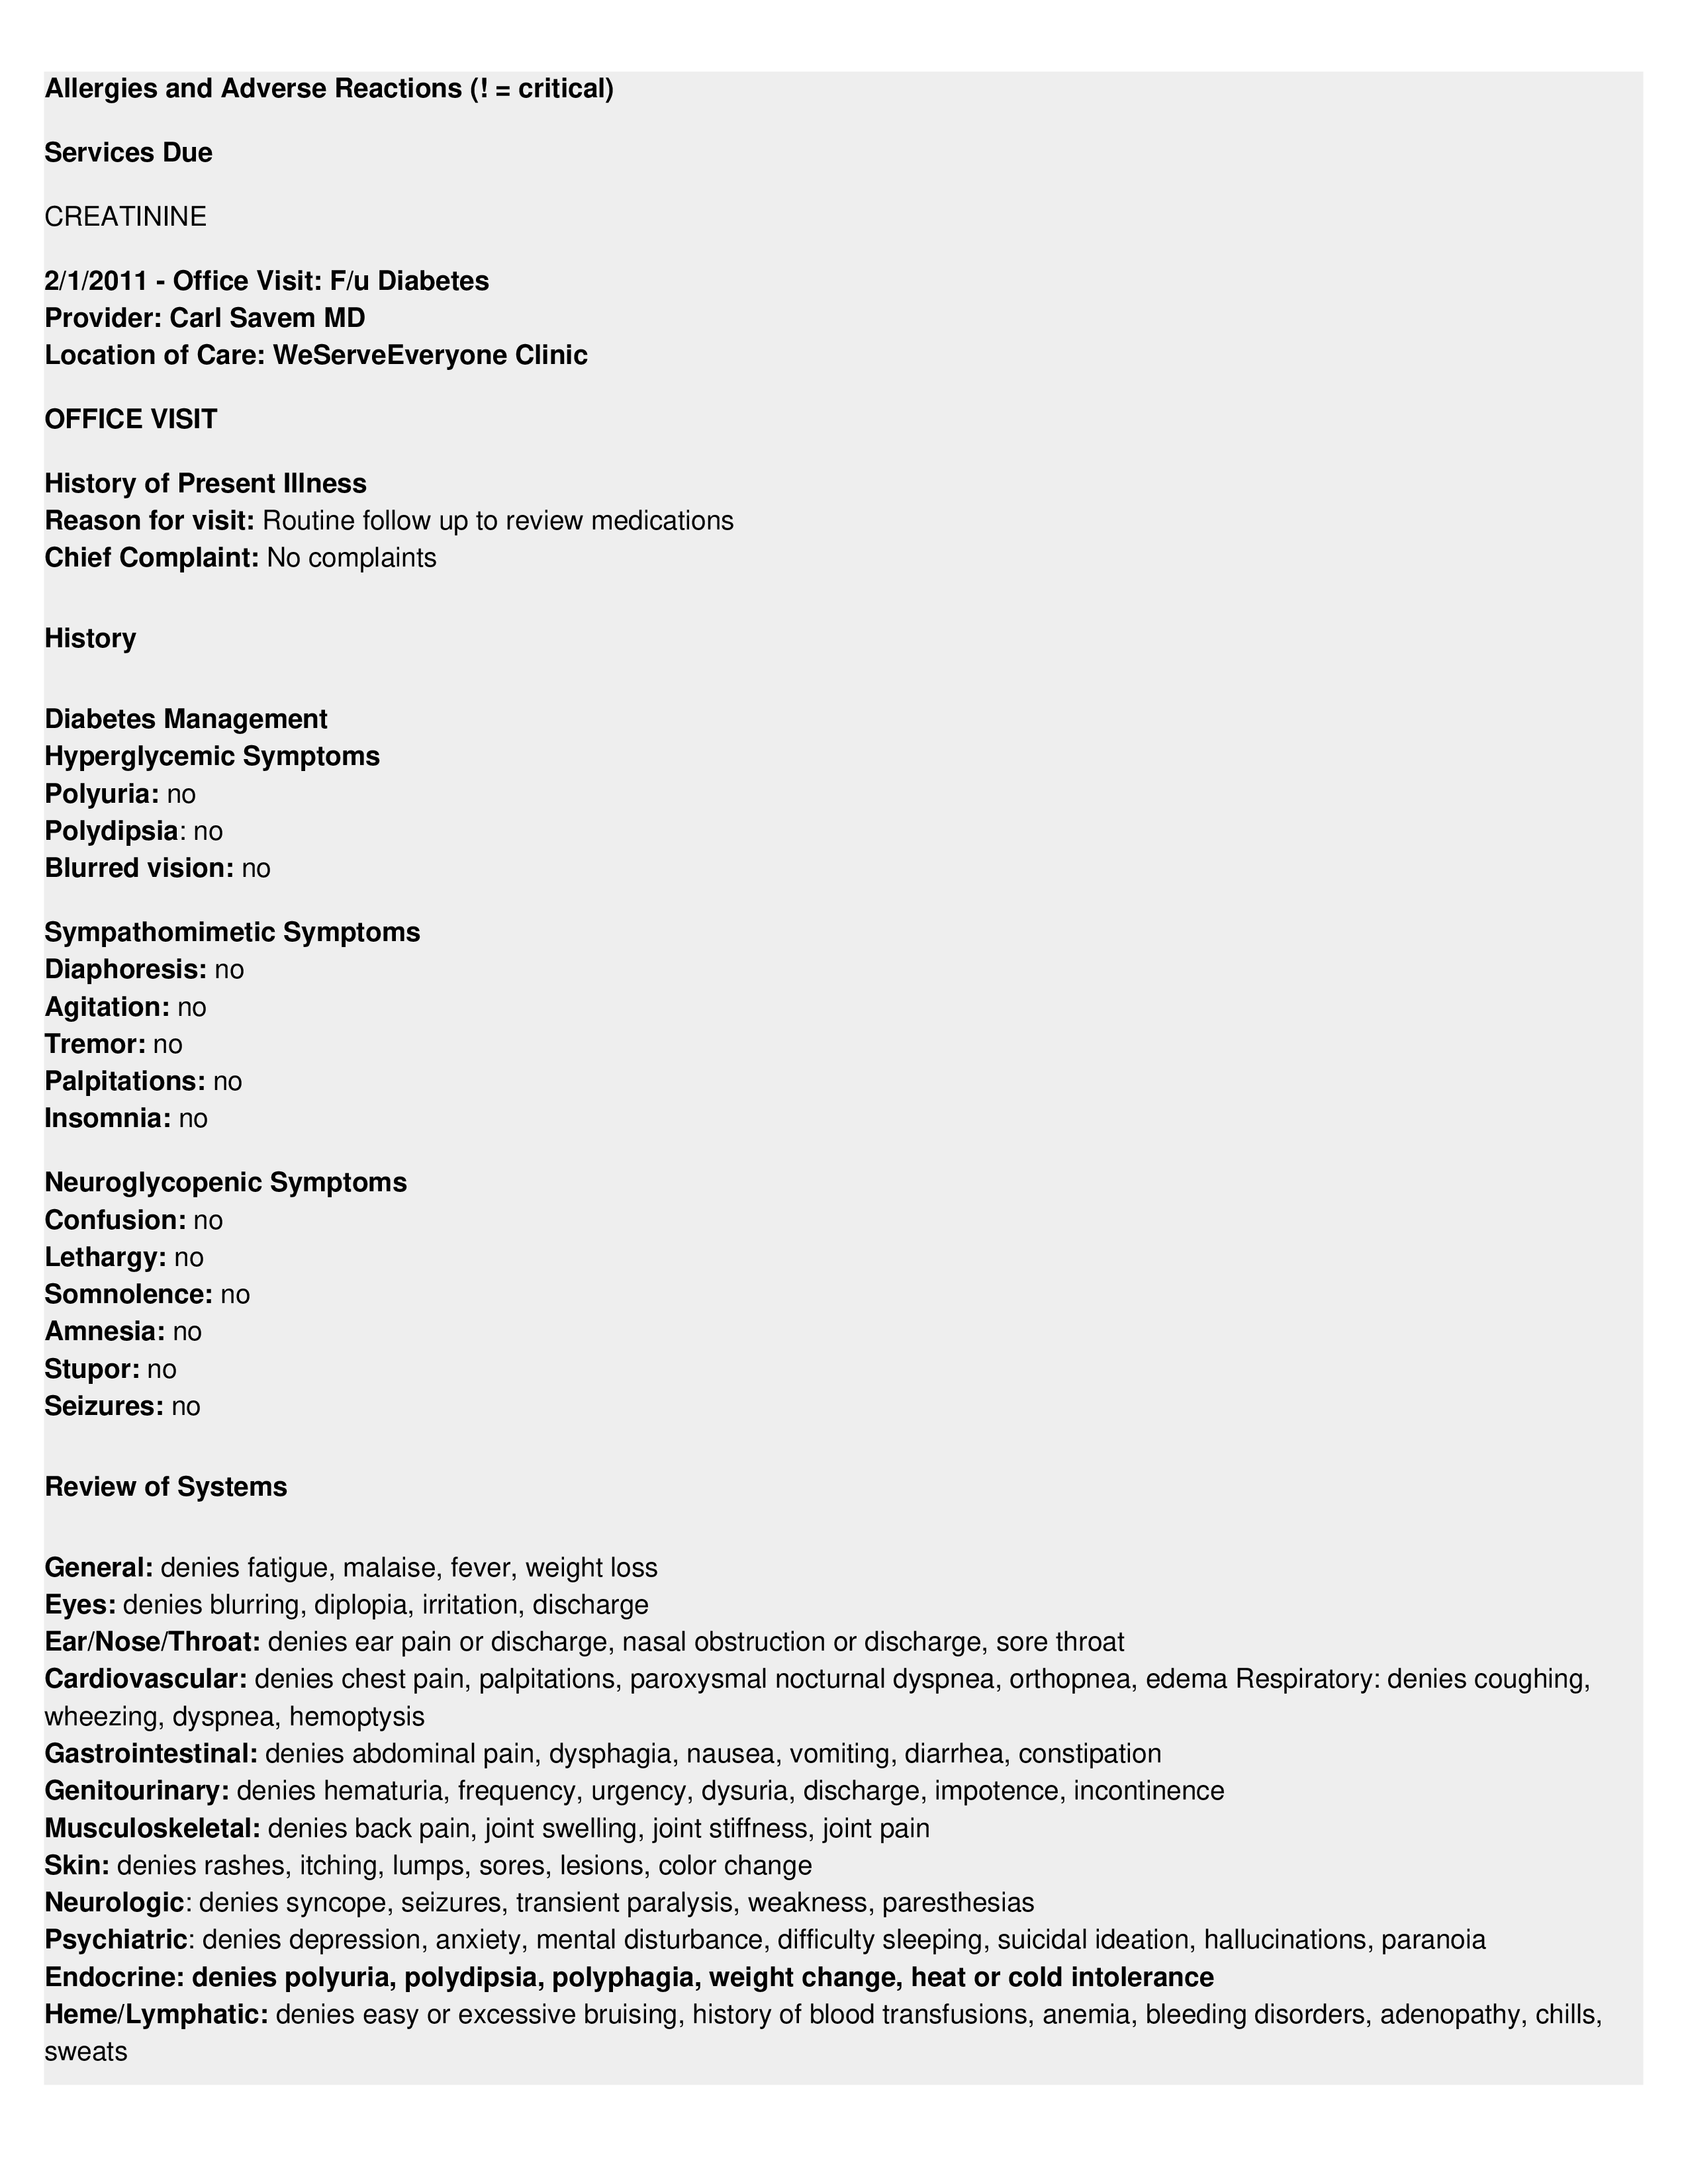 Allergies and Adverse Reactions (! = critical)
Services Due
CREATININE
2/1/2011 - Office Visit: F/u Diabetes
Provider: Carl Savem MD
Location of Care: WeServeEveryone Clinic
OFFICE VISIT
History of Present Illness
Reason for visit: Routine follow up to review medications
Chief Complaint: No complaints
History
Diabetes Management
Hyperglycemic Symptoms
Polyuria: no
Polydipsia: no
Blurred vision: no
Sympathomimetic Symptoms
Diaphoresis: no
Agitation: no
Tremor: no
Palpitations: no
Insomnia: no
Neuroglycopenic Symptoms
Confusion: no
Lethargy: no
Somnolence: no
Amnesia: no
Stupor: no
Seizures: no
Review of Systems
General: denies fatigue, malaise, fever, weight loss
Eyes: denies blurring, diplopia, irritation, discharge
Ear/Nose/Throat: denies ear pain or discharge, nasal obstruction or discharge, sore throat
Cardiovascular: denies chest pain, palpitations, paroxysmal nocturnal dyspnea, orthopnea, edema Respiratory: denies coughing,
wheezing, dyspnea, hemoptysis
Gastrointestinal: denies abdominal pain, dysphagia, nausea, vomiting, diarrhea, constipation
Genitourinary: denies hematuria, frequency, urgency, dysuria, discharge, impotence, incontinence
Musculoskeletal: denies back pain, joint swelling, joint stiffness, joint pain
Skin: denies rashes, itching, lumps, sores, lesions, color change
Neurologic: denies syncope, seizures, transient paralysis, weakness, paresthesias
Psychiatric: denies depression, anxiety, mental disturbance, difficulty sleeping, suicidal ideation, hallucinations, paranoia
Endocrine: denies polyuria, polydipsia, polyphagia, weight change, heat or cold intolerance
Heme/Lymphatic: denies easy or excessive bruising, history of blood transfusions, anemia, bleeding disorders, adenopathy, chills,
sweats